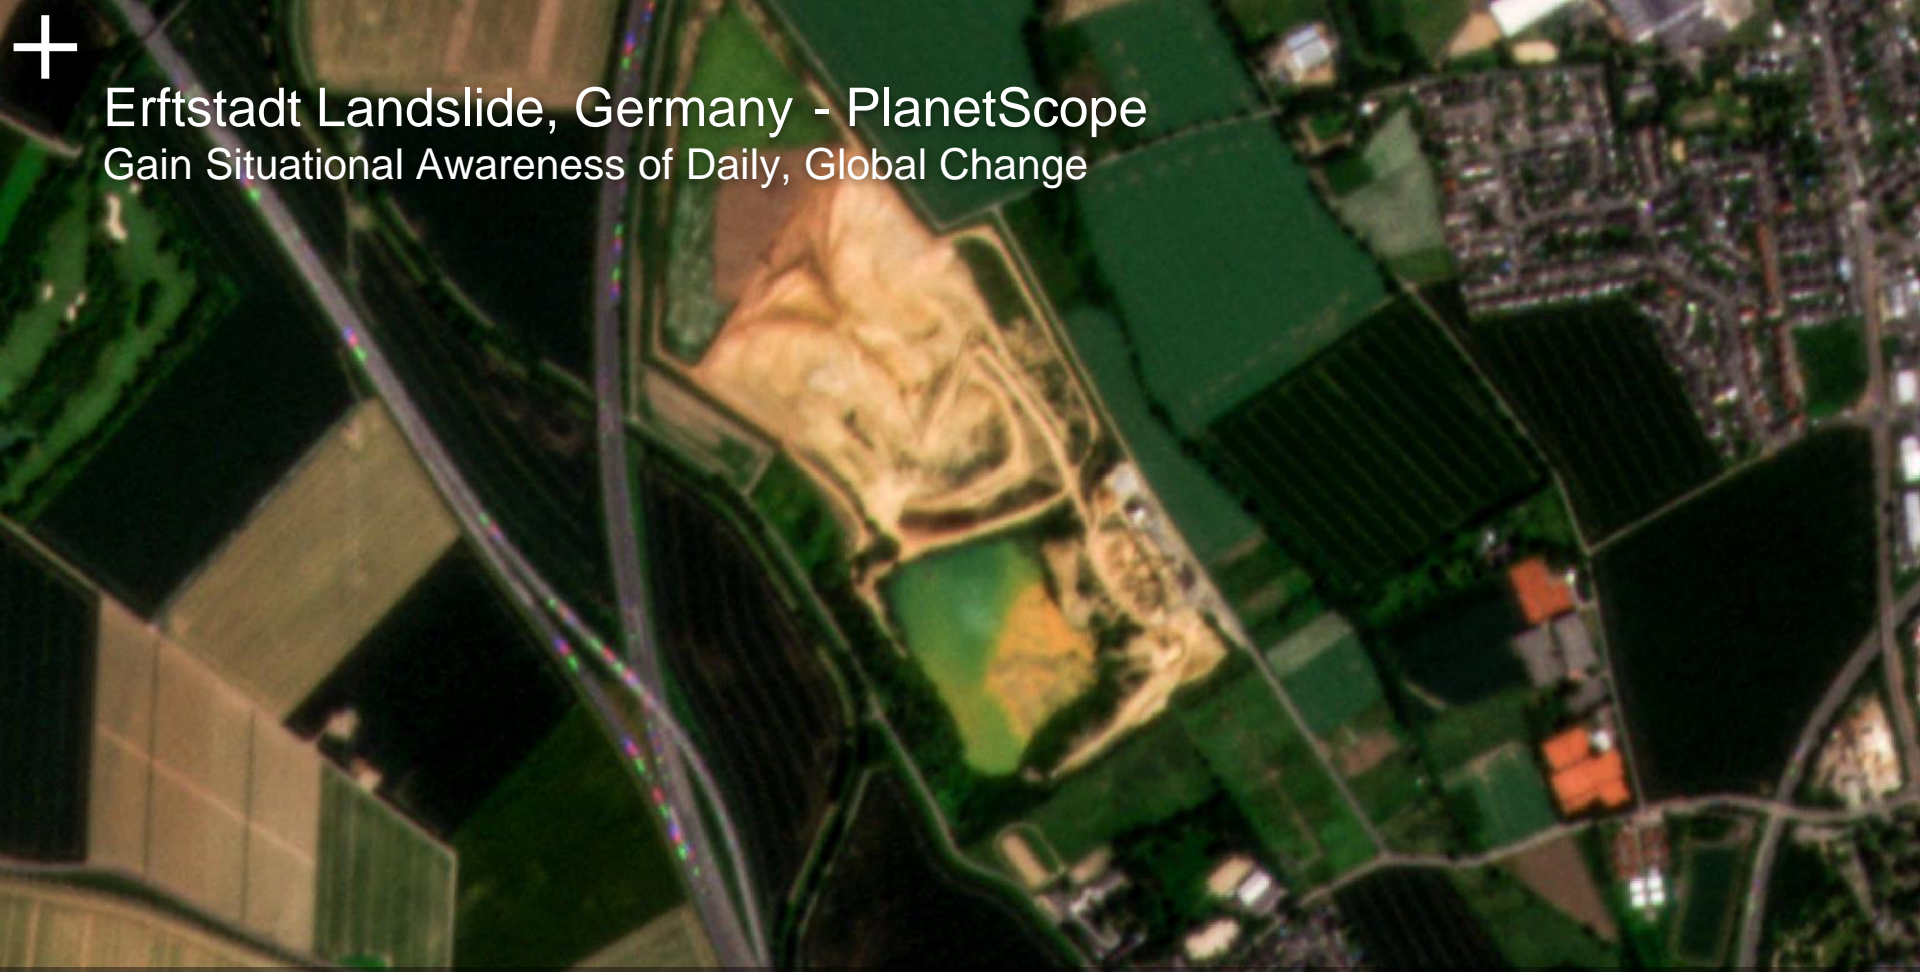 Erftstadt Landslide, Germany - PlanetScope
Gain Situational Awareness of Daily, Global Change